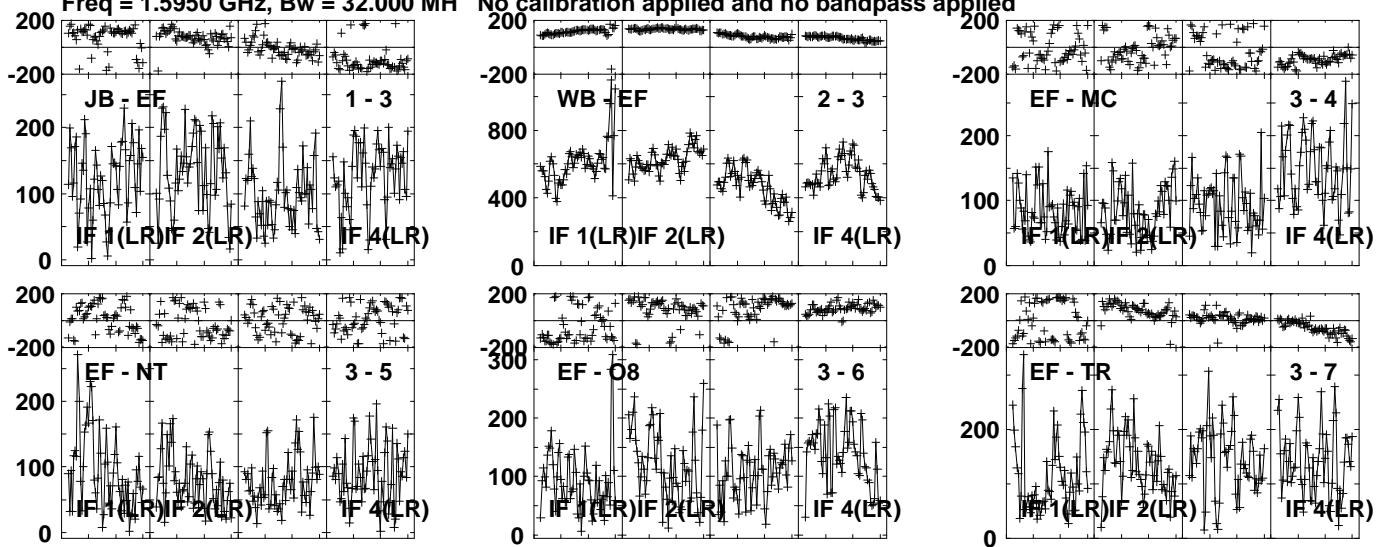 Freq = 1.5950 GHz, Bw = 32.000 MH No calibration applied and no bandpass applied
200
-200
JB - EF
1 - 3
200
100
0
IF 1(LR)
IF 2(LR)
IF 4(LR)
200
-200
WB - EF
2 - 3
800
400
0
IF 1(LR)
IF 2(LR)
IF 4(LR)
200
-200
EF - MC
3 - 4
200
100
0
IF 1(LR)
IF 2(LR)
IF 4(LR)
200
-200
EF - NT
3 - 5
200
100
0
IF 1(LR)
IF 2(LR)
IF 4(LR)
200
-200
300
EF - O8
3 - 6
200
100
0
IF 1(LR)
IF 2(LR)
IF 4(LR)
200
-200
EF - TR
3 - 7
200
0
IF 1(LR)
IF 2(LR)
IF 4(LR)